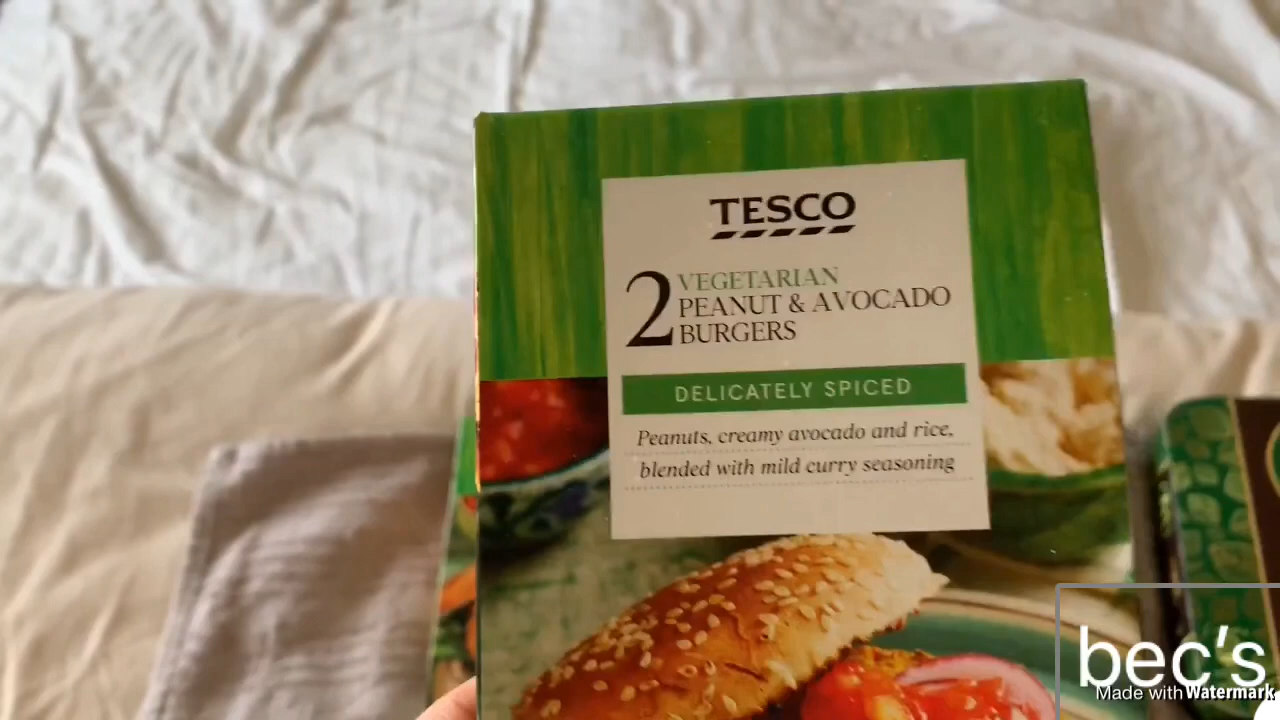 TESCO
2 VEGETARIAN
PEANUT & AVOCADO
BURGERS
DELICATELY SPICED
Peanuts, creamy avocado and rice,
blended with mild curry seasoning
bec's
Made with Watermark